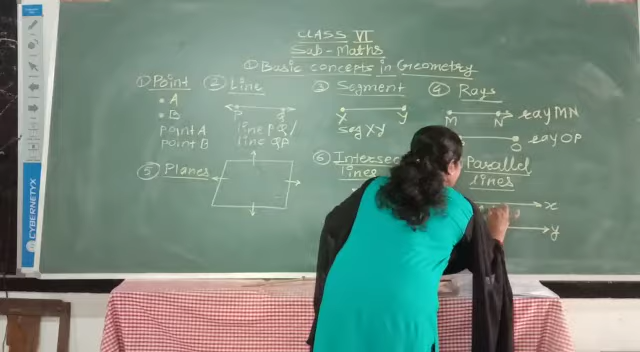 CLASS VI
Sub-Maths
① Basic concepts in Geometry
① Point
• A
• B
point A
point B
② Line
P Q
line PQ/
line QP
③ Segment
X Y
seg XY
④ Rays
M N ray MN
O ray OP
⑤ Planes
⑥
lines
Parallel
lines
x
y
CYBERNETYX